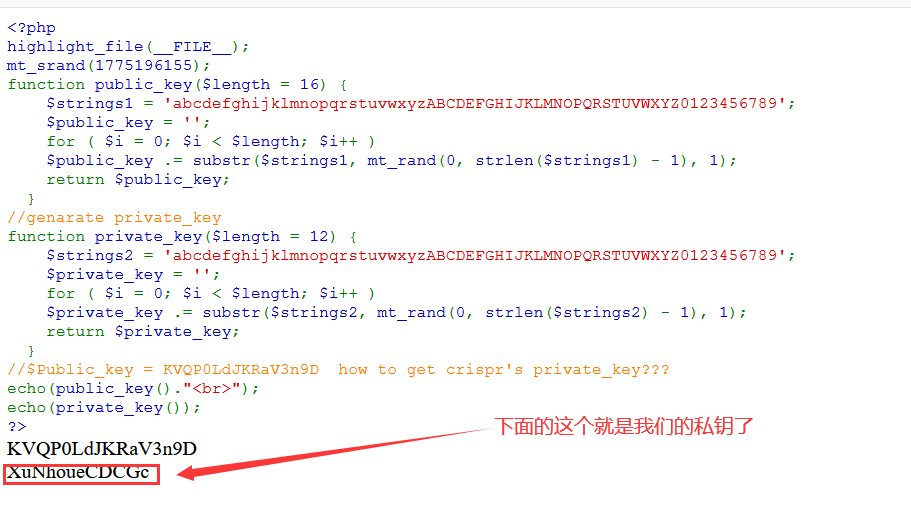 <?php
highlight_file(__FILE__);
mt_srand(1775196155);
function public_key($length = 16) {
    $strings1 = 'abcdefghijklmnopqrstuvwxyzABCDEFGHIJKLMNOPQRSTUVWXYZ0123456789';
    $public_key = '';
    for ( $i = 0; $i < $length; $i++ )
    $public_key .= substr($strings1, mt_rand(0, strlen($strings1) - 1), 1);
    return $public_key;
  }
//genarate private_key
function private_key($length = 12) {
    $strings2 = 'abcdefghijklmnopqrstuvwxyzABCDEFGHIJKLMNOPQRSTUVWXYZ0123456789';
    $private_key = '';
    for ( $i = 0; $i < $length; $i++ )
    $private_key .= substr($strings2, mt_rand(0, strlen($strings2) - 1), 1);
    return $private_key;
  }
//$Public_key = KVQP0LdJKRaV3n9D  how to get crispr's private_key???
echo(public_key()."<br>");
echo(private_key());
?>
下面的这个就是我们的私钥了
KVQP0LdJKRaV3n9D
XuNhoueCDCGc